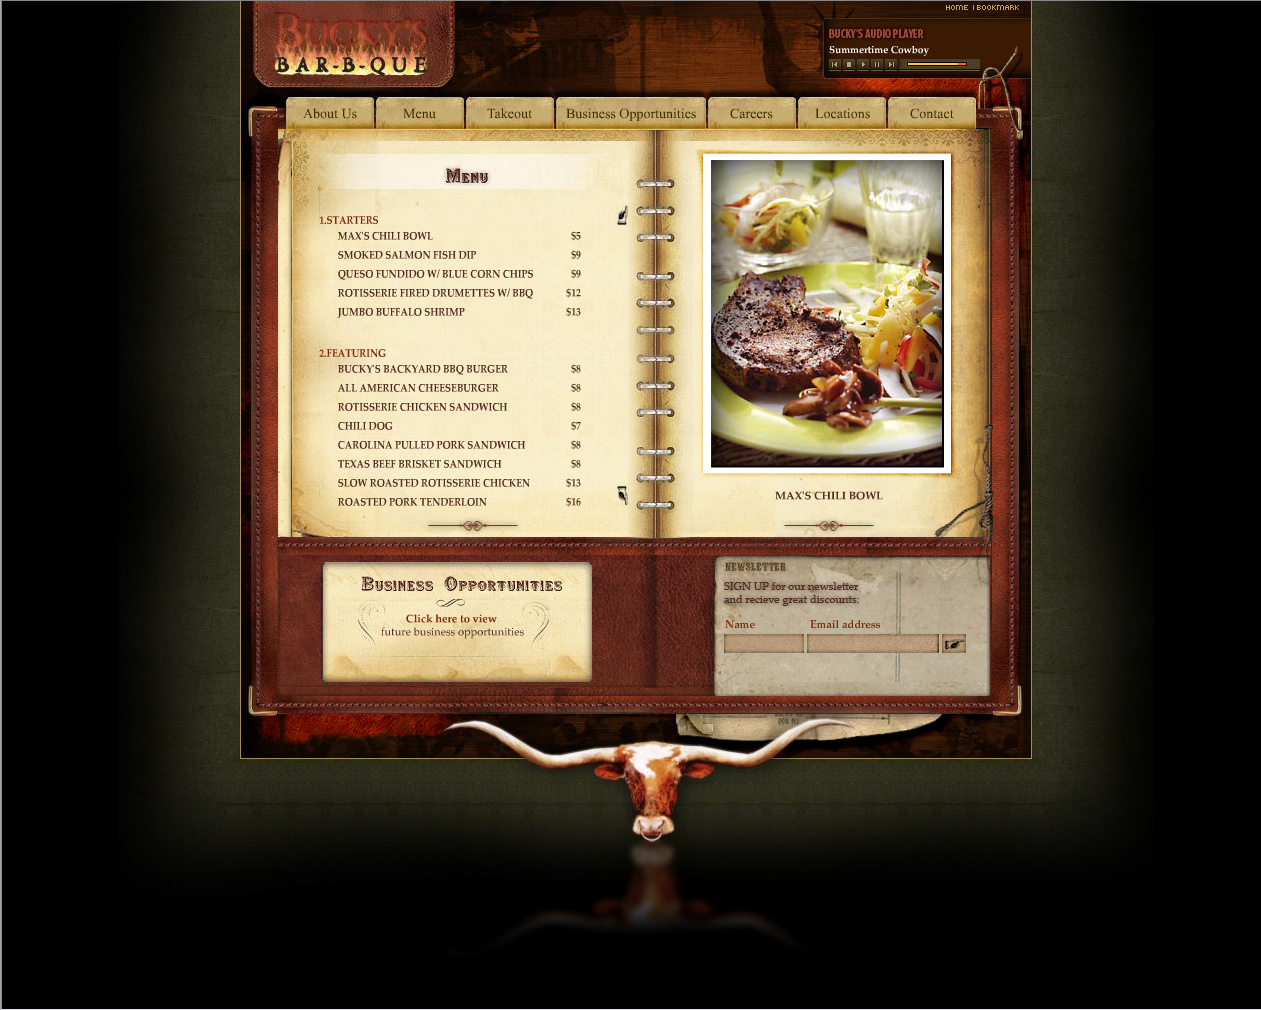 HOME | BOOKMARK
BUCKY'S
BAR-B-QUE
BUCKY'S AUDIO PLAYER
Summertime Cowboy
About Us
Menu
Takeout
Business Opportunities
Careers
Locations
Contact
MENU
1.STARTERS
MAX'S CHILI BOWL $5
SMOKED SALMON FISH DIP $9
QUESO FUNDIDO W/ BLUE CORN CHIPS $9
ROTISSERIE FIRED DRUMETTES W/ BBQ $12
JUMBO BUFFALO SHRIMP $13
2.FEATURING
BUCKY'S BACKYARD BBQ BURGER $8
ALL AMERICAN CHEESEBURGER $8
ROTISSERIE CHICKEN SANDWICH $8
CHILI DOG $7
CAROLINA PULLED PORK SANDWICH $8
TEXAS BEEF BRISKET SANDWICH $8
SLOW ROASTED ROTISSERIE CHICKEN $13
ROASTED PORK TENDERLOIN $16
MAX'S CHILI BOWL
BUSINESS OPPORTUNITIES
Click here to view
future business opportunities
NEWSLETTER
SIGN UP for our newsletter
and recieve great discounts:
Name Email address